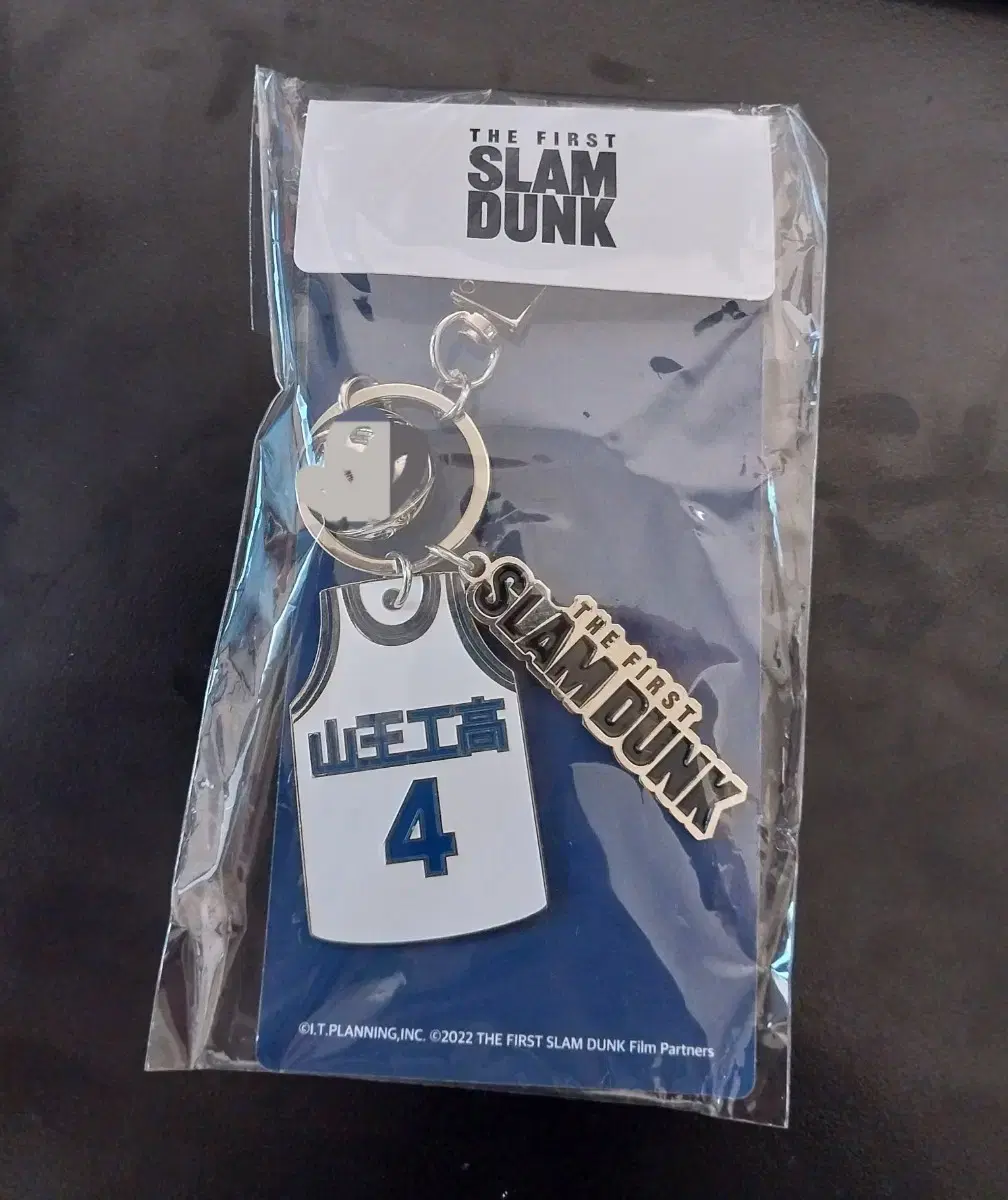 THE FIRST
SLAM
DUNK
THE FIRST
SLAM DUNK
山王工高
4
©I.T.PLANNING,INC. ©2022 THE FIRST SLAM DUNK Film Partners